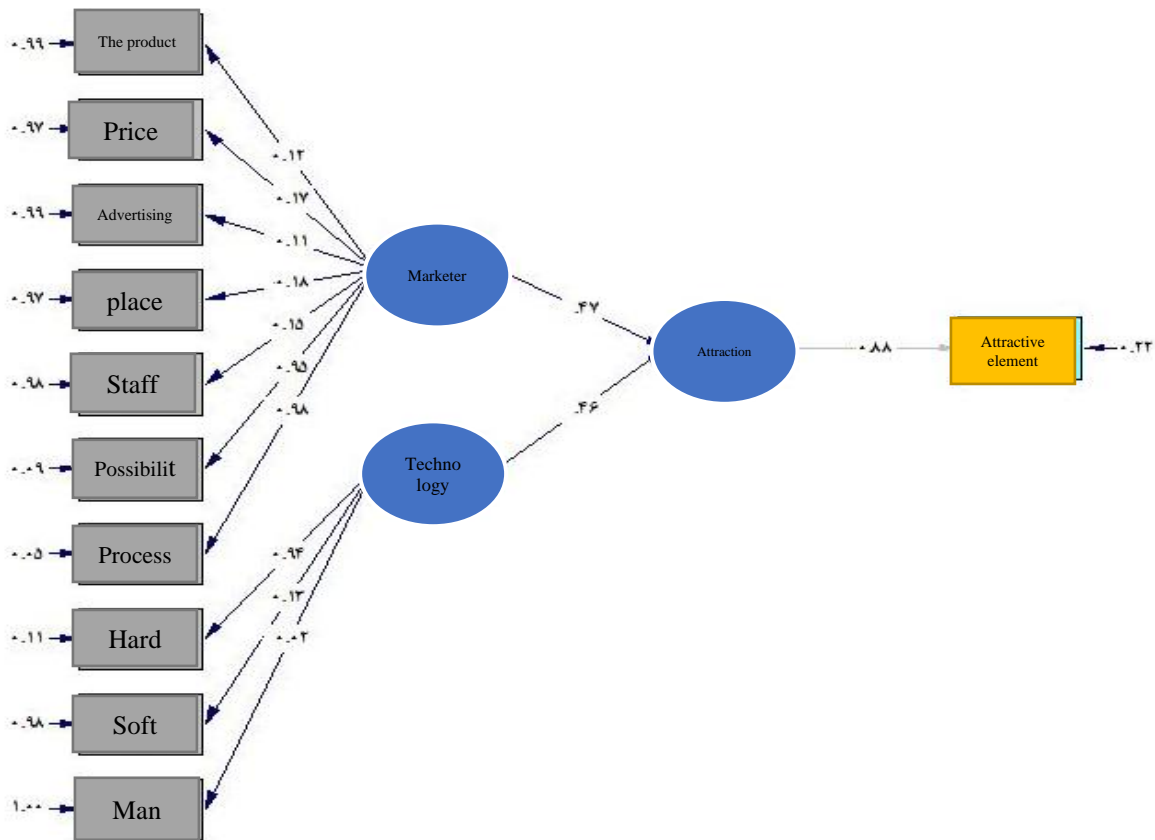 ۰.۹۹
The product
۰.۹۷
Price
۰.۹۹
Advertising
۰.۹۷
place
۰.۹۸
Staff
۰.۰۹
Possibilit
۰.۰۵
Process
۰.۱۱
Hard
۰.۹۸
Soft
۱.۰۰
Man
۰.۱۲
۰.۱۷
۰.۱۱
۰.۱۸
۰.۱۵
۰.۹۵
۰.۹۸
۰.۹۴
۰.۱۳
۰.۰۲
Marketer
Techno
logy
.۴۷
.۴۶
Attraction
۰.۸۸
Attractive
element
۰.۲۳